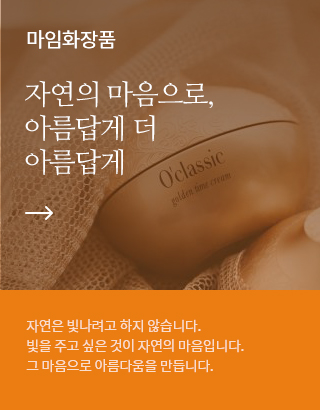 마임화장품
자연의 마음으로,
아름답게 더
아름답게
O'classic
golden time cream
자연은 빛나려고 하지 않습니다.
빛을 주고 싶은 것이 자연의 마음입니다.
그 마음으로 아름다움을 만듭니다.